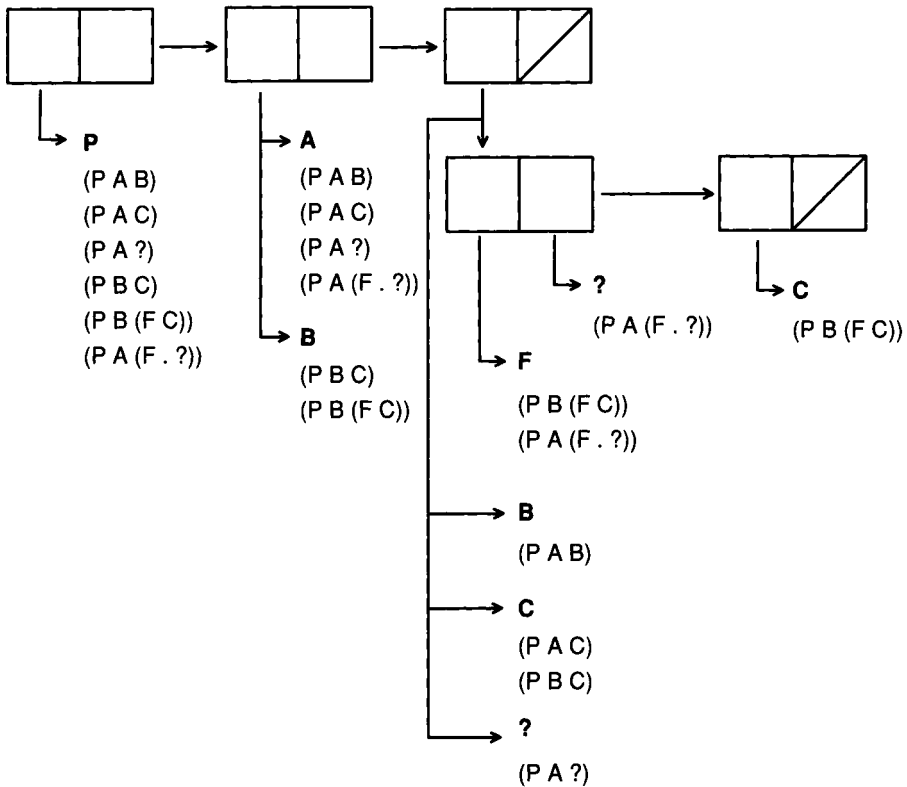 P
(P A B)
(P A C)
(P A ?)
(P B C)
(P B (F C))
(P A (F . ?))
A
(P A B)
(P A C)
(P A ?)
(P A (F . ?))
B
(P B C)
(P B (F C))
?
(P A (F . ?))
C
(P B (F C))
F
(P B (F C))
(P A (F . ?))
B
(P A B)
C
(P A C)
(P B C)
?
(P A ?)